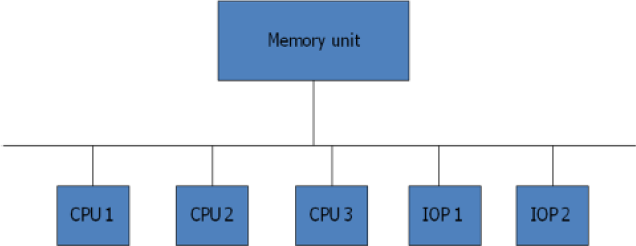 Memory unit
CPU 1
CPU 2
CPU 3
IOP 1
IOP 2